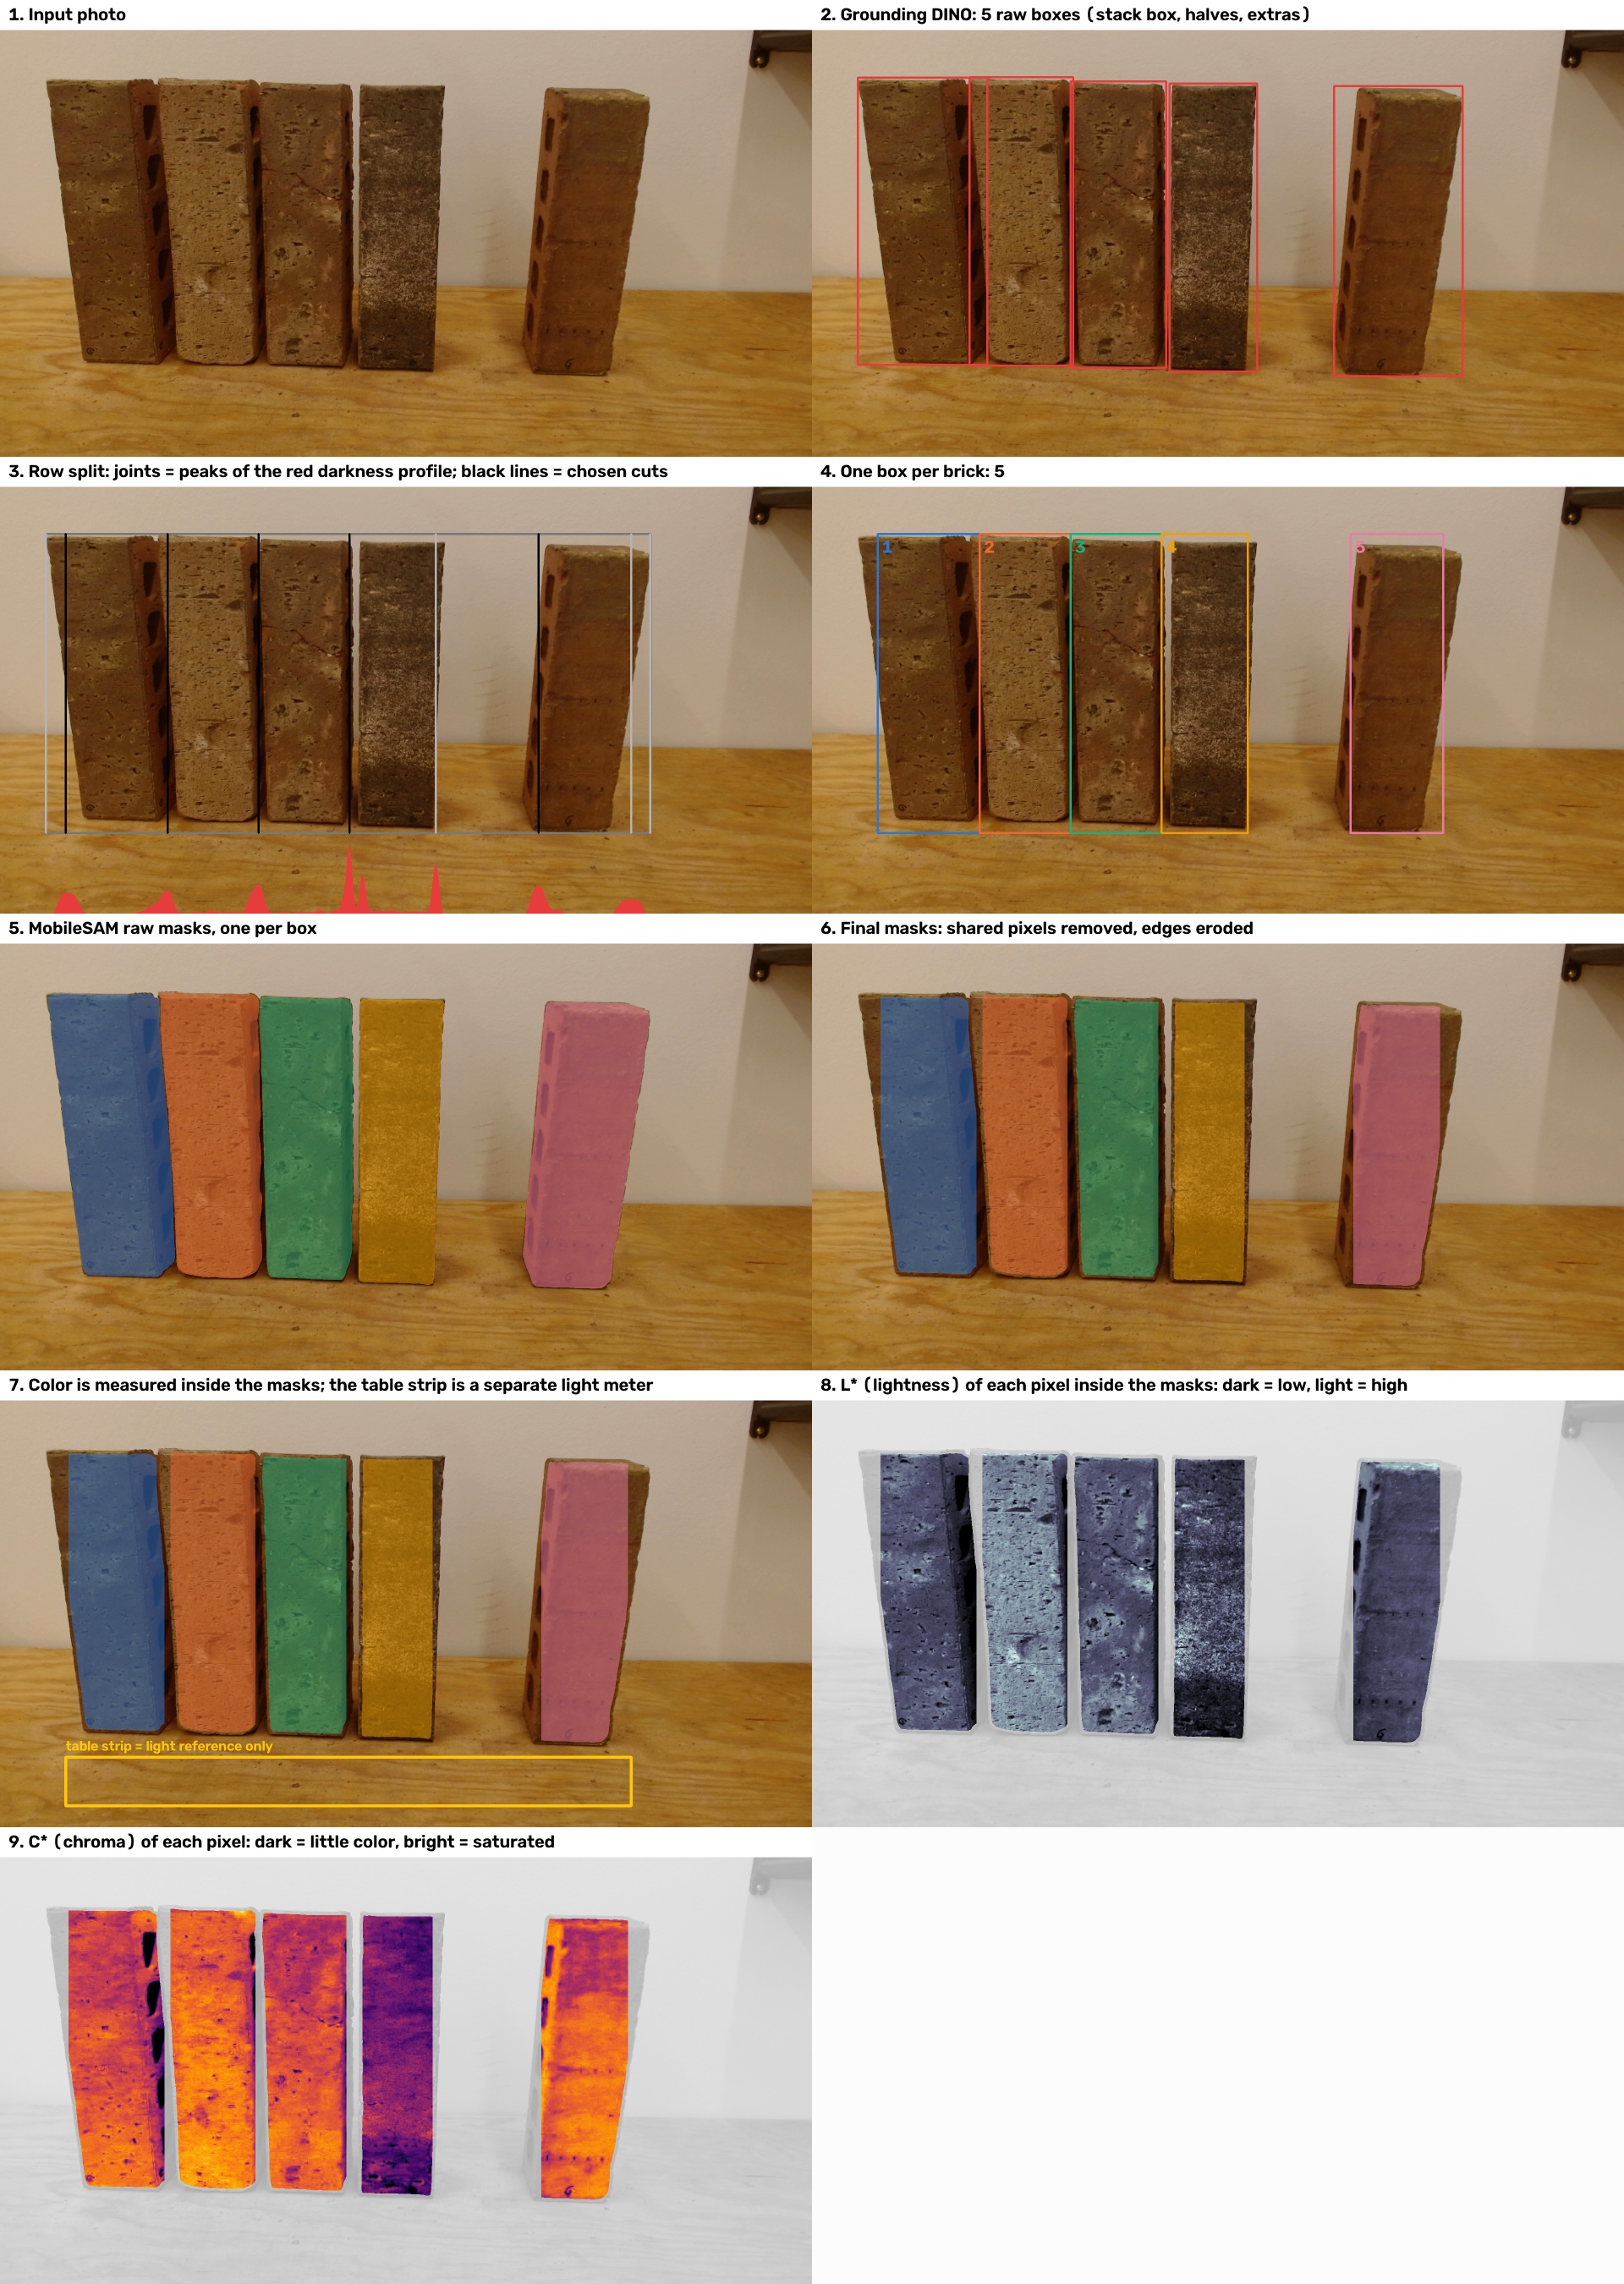 1. Input photo
2. Grounding DINO: 5 raw boxes (stack box, halves, extras)
3. Row split: joints = peaks of the red darkness profile; black lines = chosen cuts
4. One box per brick: 5
1
2
3
4
5
5. MobileSAM raw masks, one per box
6. Final masks: shared pixels removed, edges eroded
7. Color is measured inside the masks; the table strip is a separate light meter
table strip = light reference only
8. L* (lightness) of each pixel inside the masks: dark = low, light = high
9. C* (chroma) of each pixel: dark = little color, bright = saturated